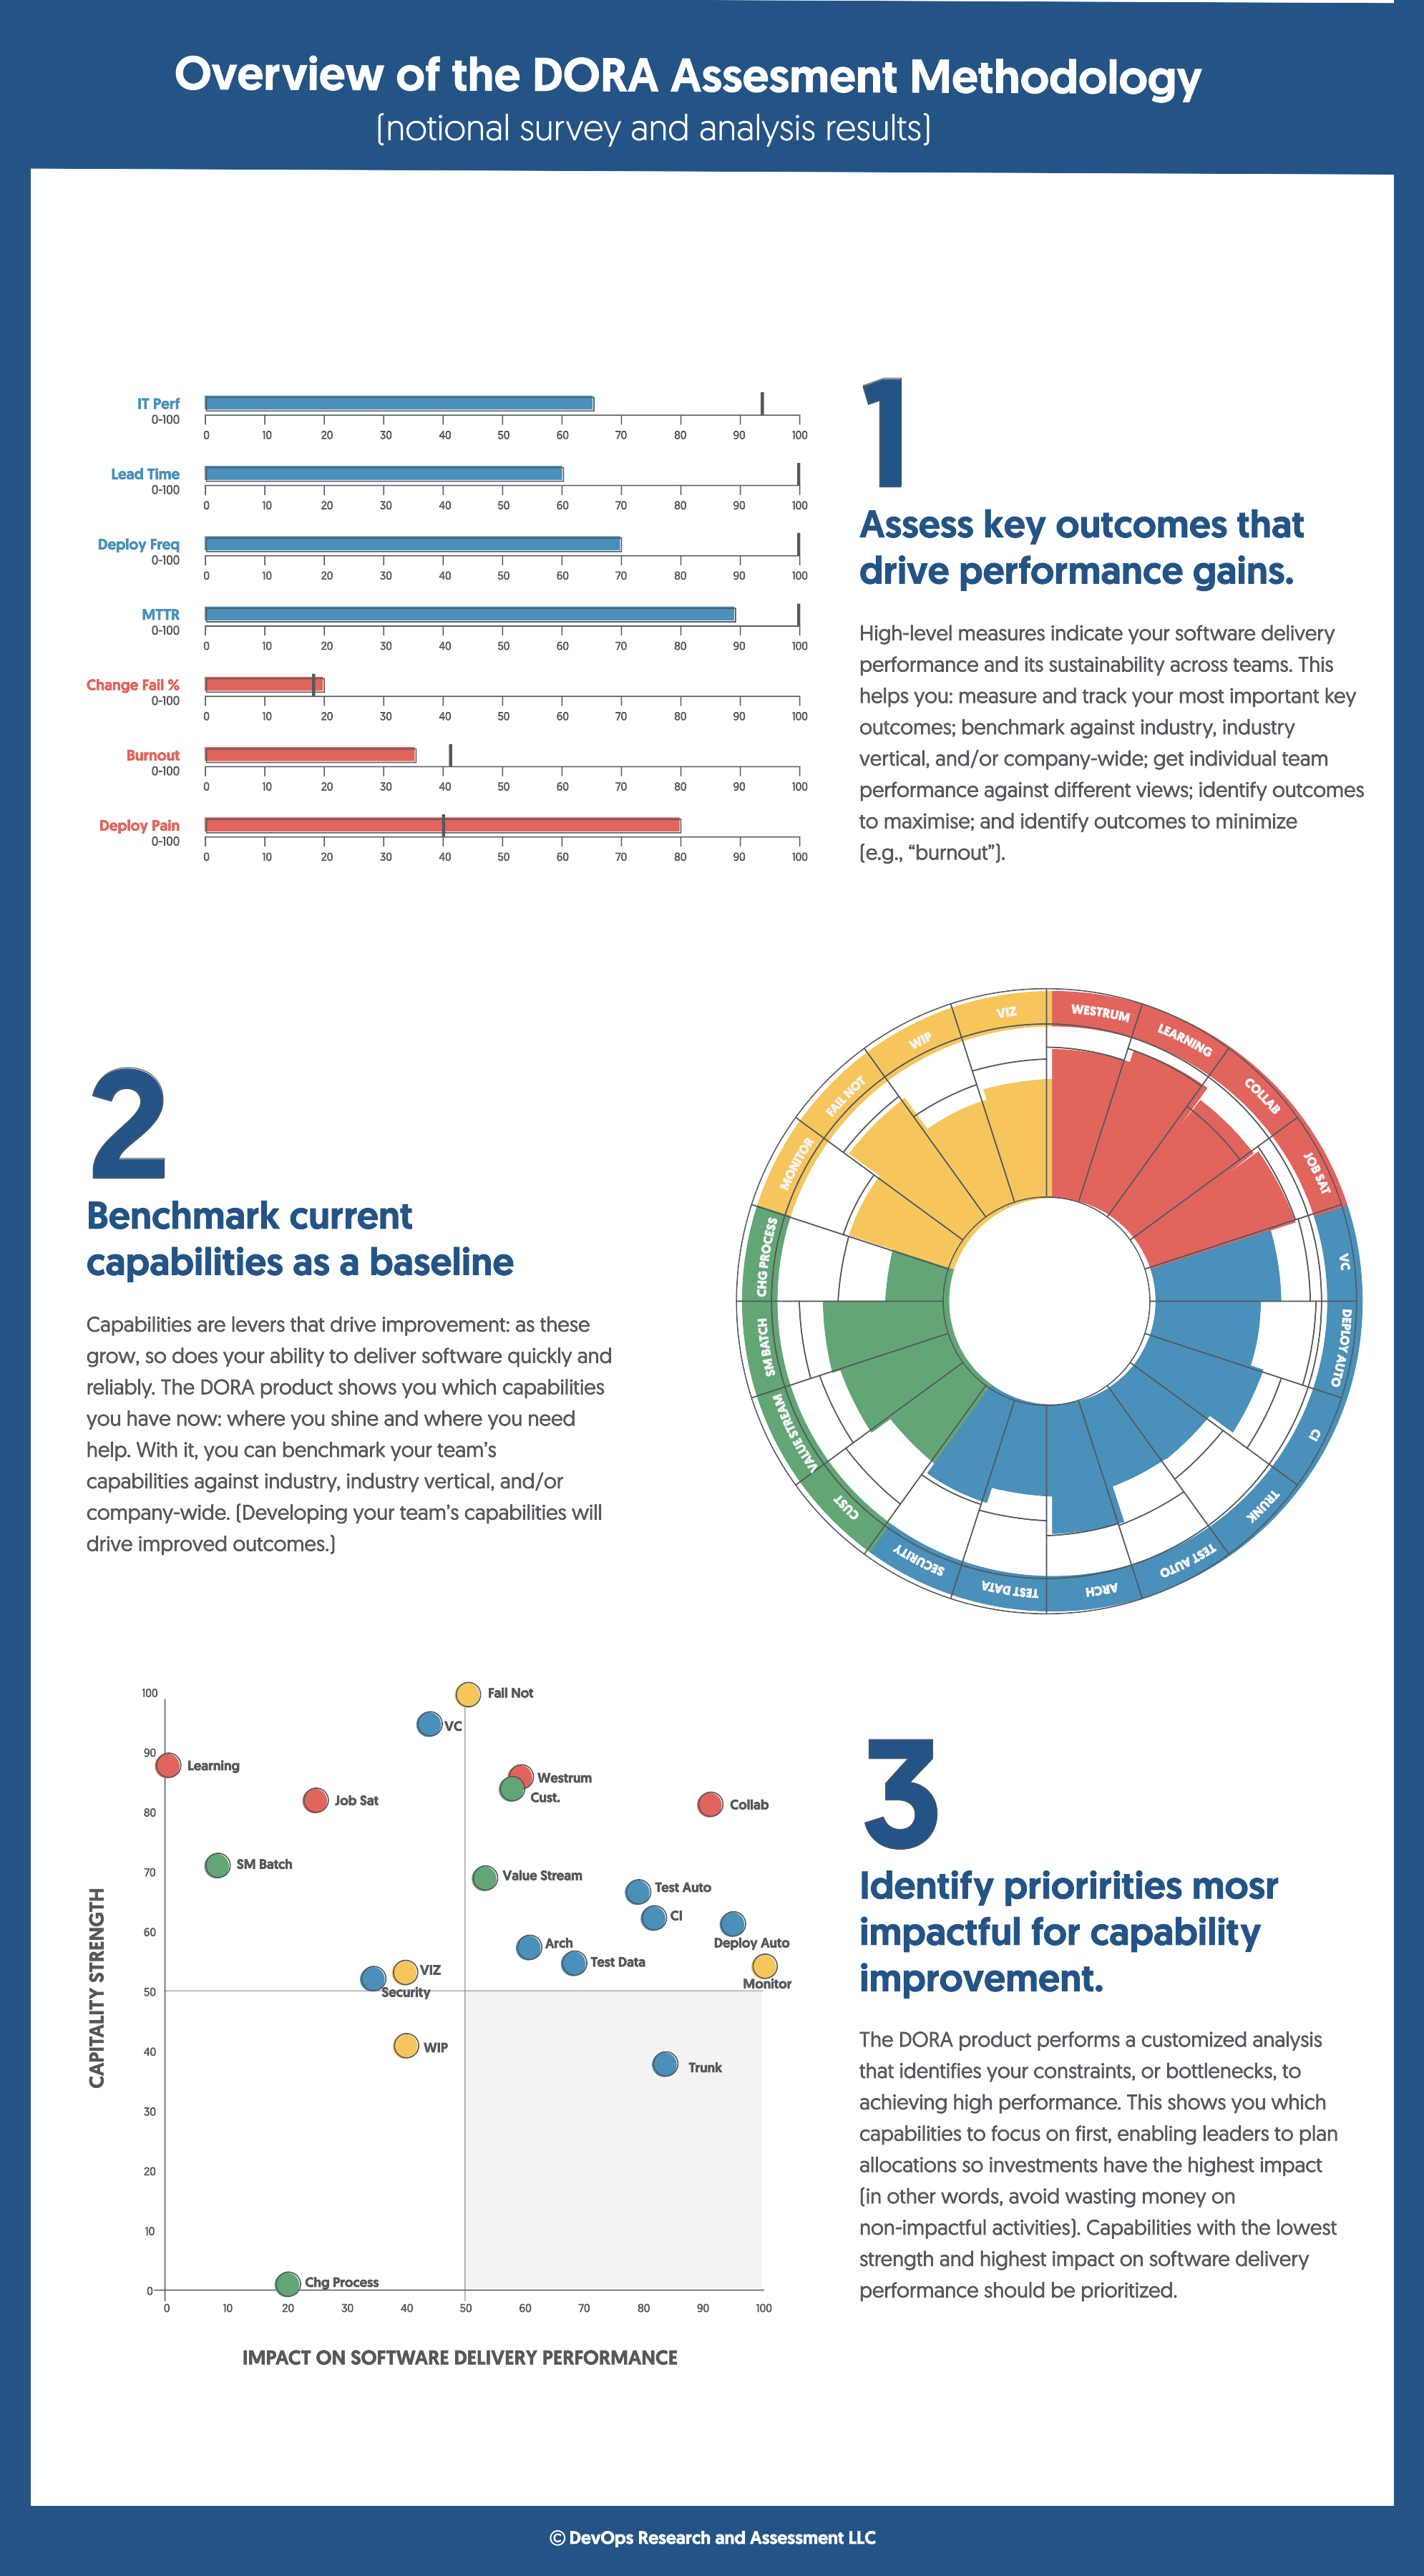 Overview of the DORA Assesment Methodology
(notional survey and analysis results)
IT Perf
0-100
0 10 20 30 40 50 60 70 80 90 100
Lead Time
0-100
0 10 20 30 40 50 60 70 80 90 100
Deploy Freq
0-100
0 10 20 30 40 50 60 70 80 90 100
MTTR
0-100
0 10 20 30 40 50 60 70 80 90 100
Change Fail %
0-100
0 10 20 30 40 50 60 70 80 90 100
Burnout
0-100
0 10 20 30 40 50 60 70 80 90 100
Deploy Pain
0-100
0 10 20 30 40 50 60 70 80 90 100
1
Assess key outcomes that
drive performance gains.
High-level measures indicate your software delivery
performance and its sustainability across teams. This
helps you: measure and track your most important key
outcomes; benchmark against industry, industry
vertical, and/or company-wide; get individual team
performance against different views; identify outcomes
to maximise; and identify outcomes to minimize
(e.g., “burnout”).
2
Benchmark current
capabilities as a baseline
Capabilities are levers that drive improvement: as these
grow, so does your ability to deliver software quickly and
reliably. The DORA product shows you which capabilities
you have now: where you shine and where you need
help. With it, you can benchmark your team’s
capabilities against industry, industry vertical, and/or
company-wide. (Developing your team’s capabilities will
drive improved outcomes.)
WESTRUM
LEARNING
COLLAB
JOB SAT
VC
DEPLOY AUTO
CI
TRUNK
TEST AUTO
ARCH
TEST DATA
SECURITY
CUST
VALUE STREAM
SM BATCH
CHG PROCESS
MONITOR
FAIL NOT
WIP
VIZ
CAPITALITY STRENGTH
100
90
80
70
60
50
40
30
20
10
0
Fall Not
VC
Learning
Westrum
Job Sat
Cust.
Collab
SM Batch
Value Stream
Test Auto
CI
Deploy Auto
Arch
Test Data
Monitor
VIZ
Security
WIP
Trunk
Chg Process
0 10 20 30 40 50 60 70 80 90 100
IMPACT ON SOFTWARE DELIVERY PERFORMANCE
3
Identify prioririties mosr
impactful for capability
improvement.
The DORA product performs a customized analysis
that identifies your constraints, or bottlenecks, to
achieving high performance. This shows you which
capabilities to focus on first, enabling leaders to plan
allocations so investments have the highest impact
(in other words, avoid wasting money on
non-impactful activities). Capabilities with the lowest
strength and highest impact on software delivery
performance should be prioritized.
© DevOps Research and Assessment LLC